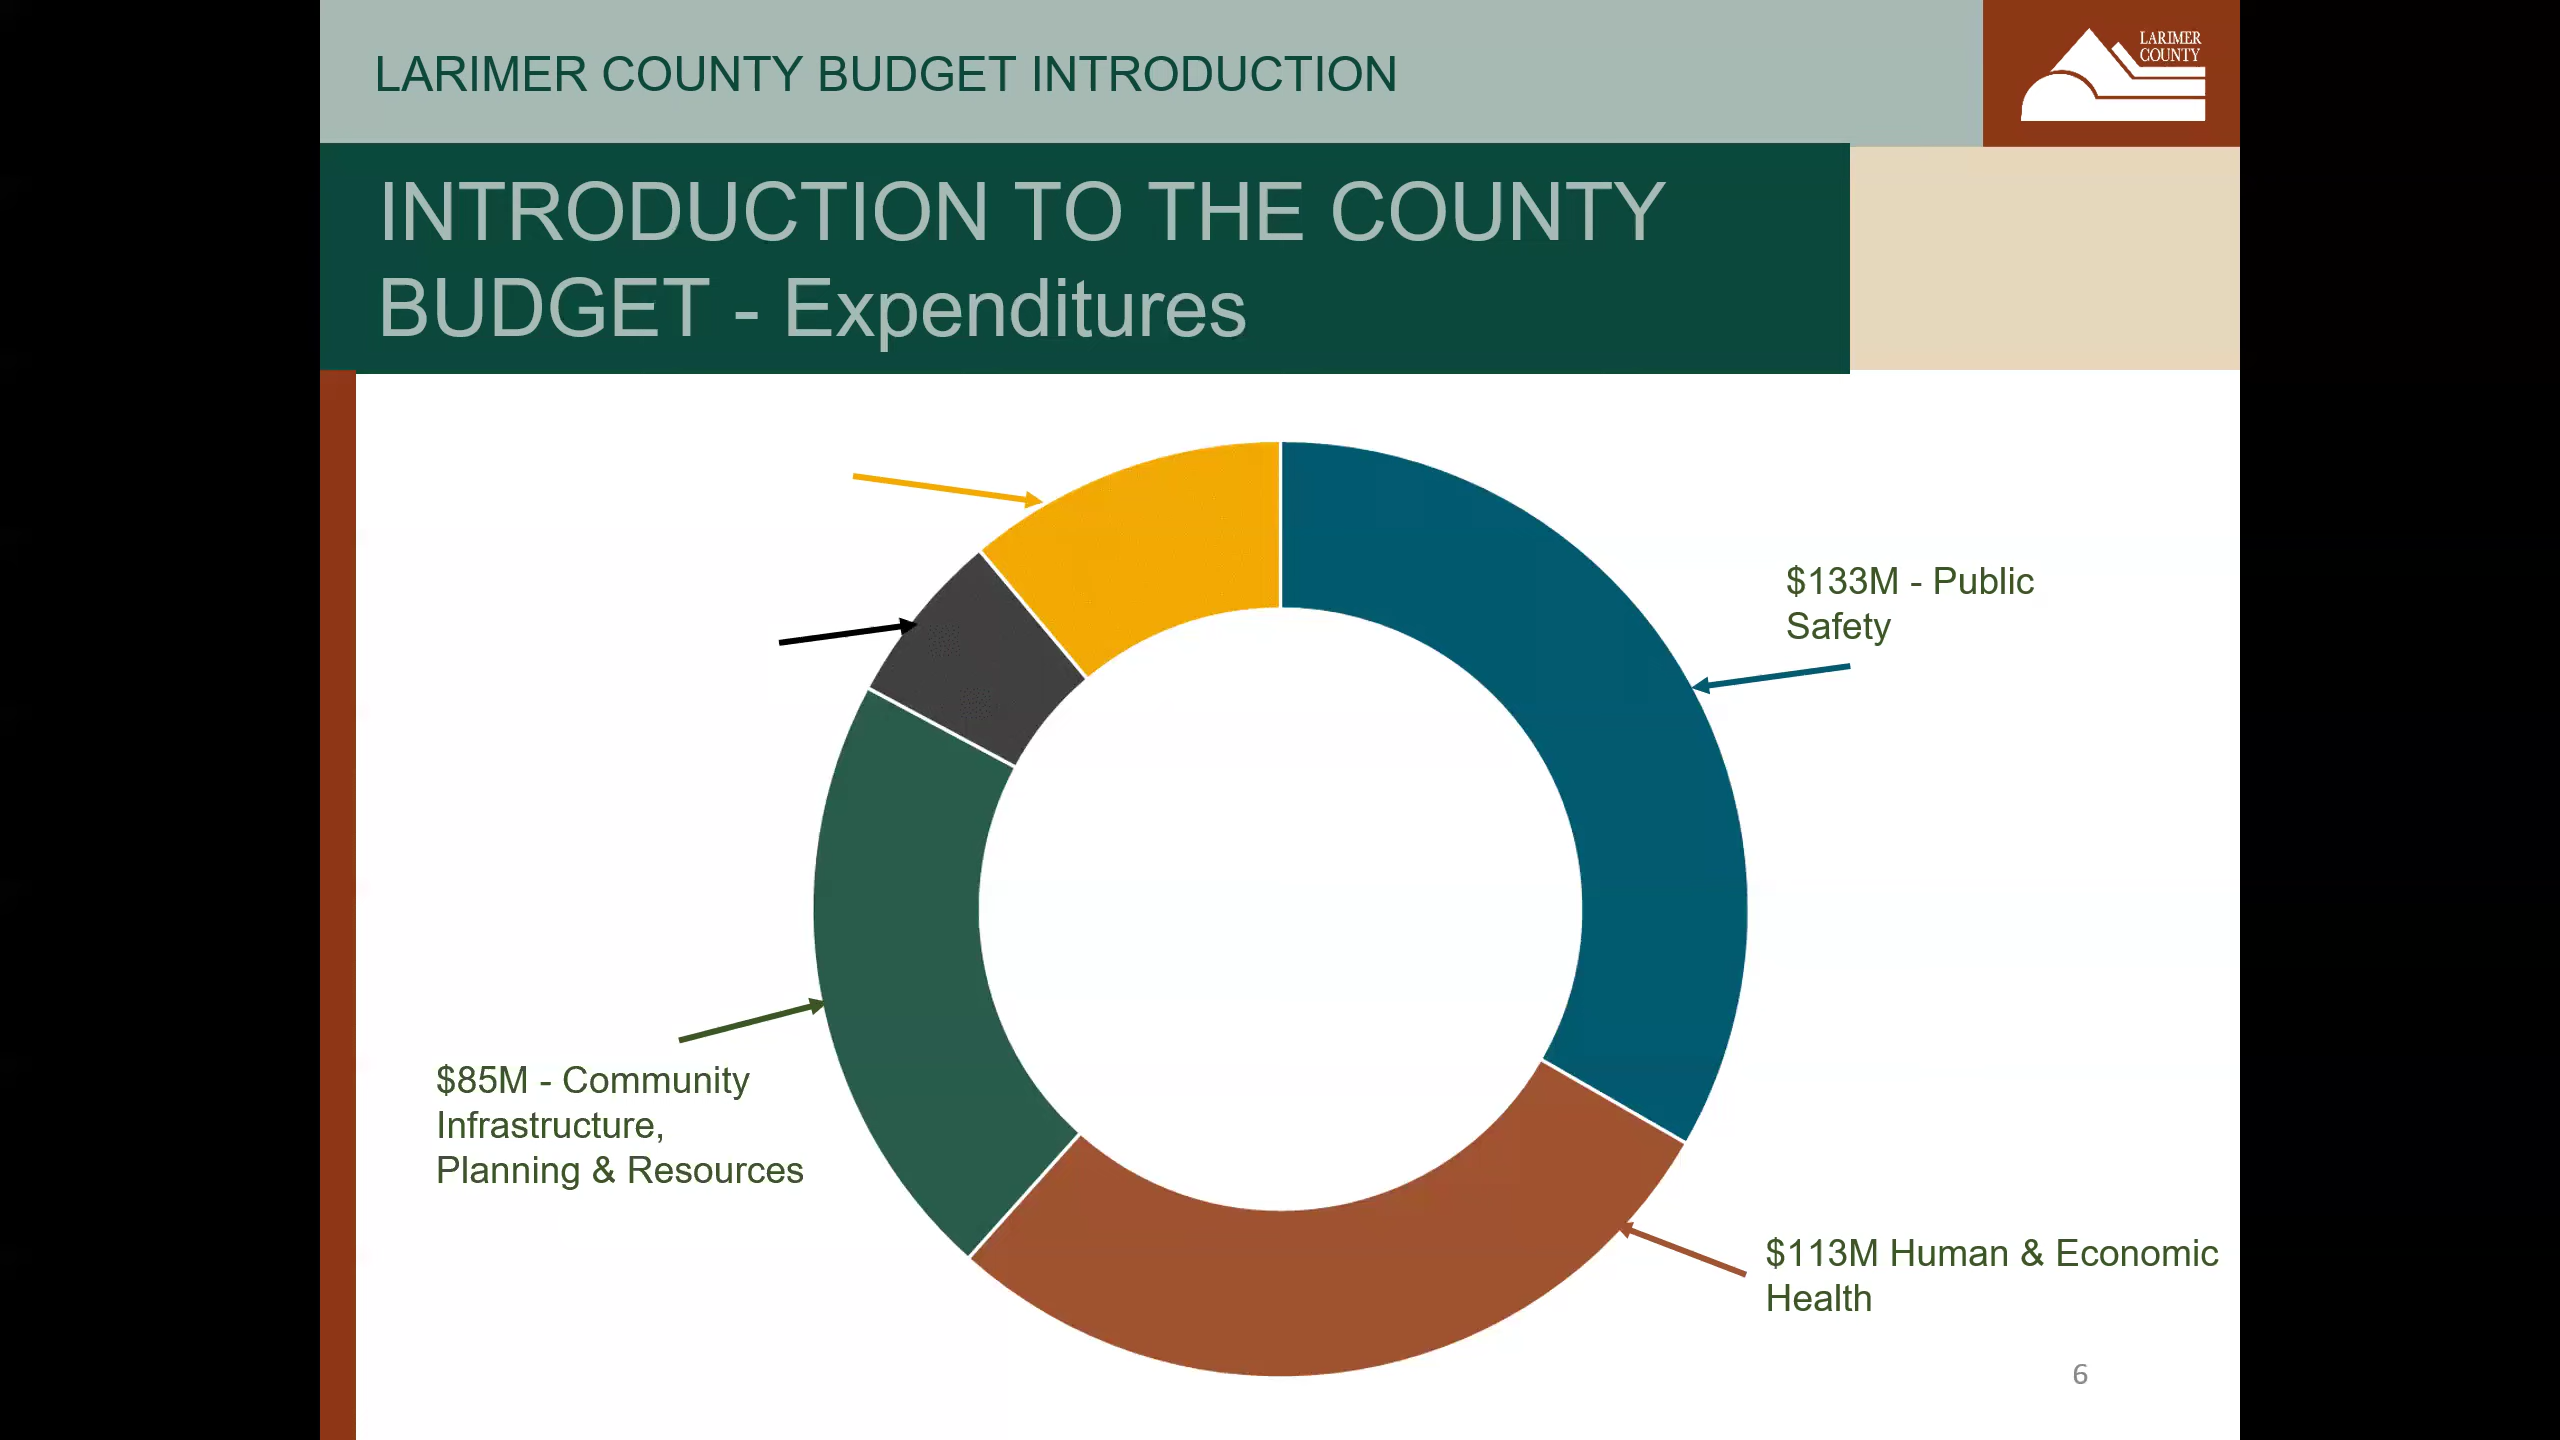 LARIMER COUNTY BUDGET INTRODUCTION
LARIMER
COUNTY
INTRODUCTION TO THE COUNTY
BUDGET - Expenditures
$133M - Public
Safety
$85M - Community
Infrastructure,
Planning & Resources
$113M Human & Economic
Health
6